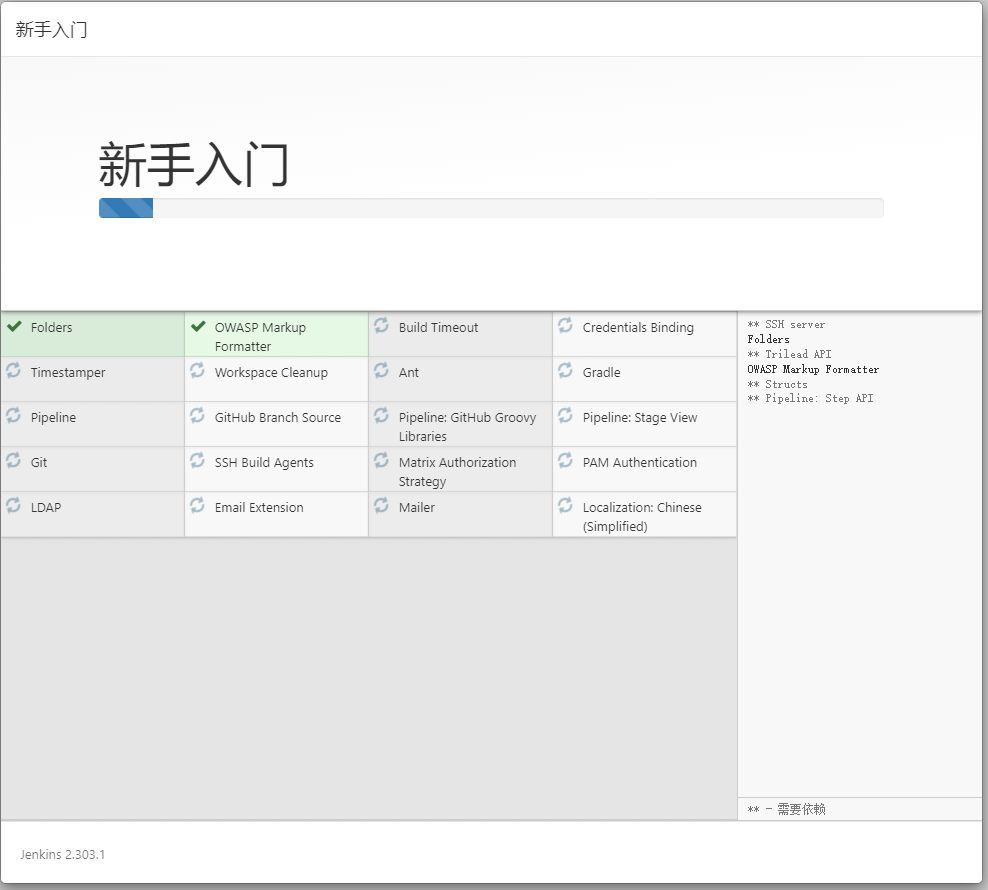 新手入门
新手入门
Folders
OWASP Markup
Formatter
Build Timeout
Credentials Binding
Timestamper
Workspace Cleanup
Ant
Gradle
Pipeline
GitHub Branch Source
Pipeline: GitHub Groovy
Libraries
Pipeline: Stage View
Git
SSH Build Agents
Matrix Authorization
Strategy
PAM Authentication
LDAP
Email Extension
Mailer
Localization: Chinese
(Simplified)
** SSH server
Folders
** Trilead API
OWASP Markup Formatter
** Structs
** Pipeline: Step API
** - 需要依赖
Jenkins 2.303.1